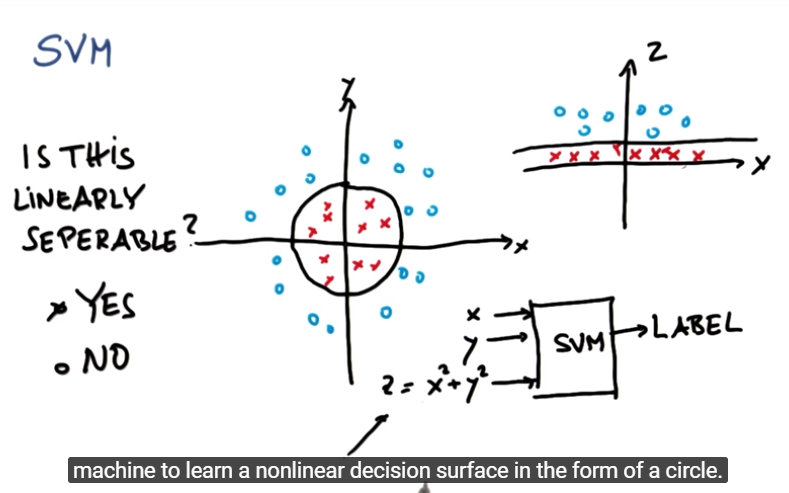 SVM
Z
y
IS THIS
LINEARLY
SEPERABLE?
x
x
x YES
o NO
x
y
z = x² + y²
SVM
LABEL
machine to learn a nonlinear decision surface in the form of a circle.